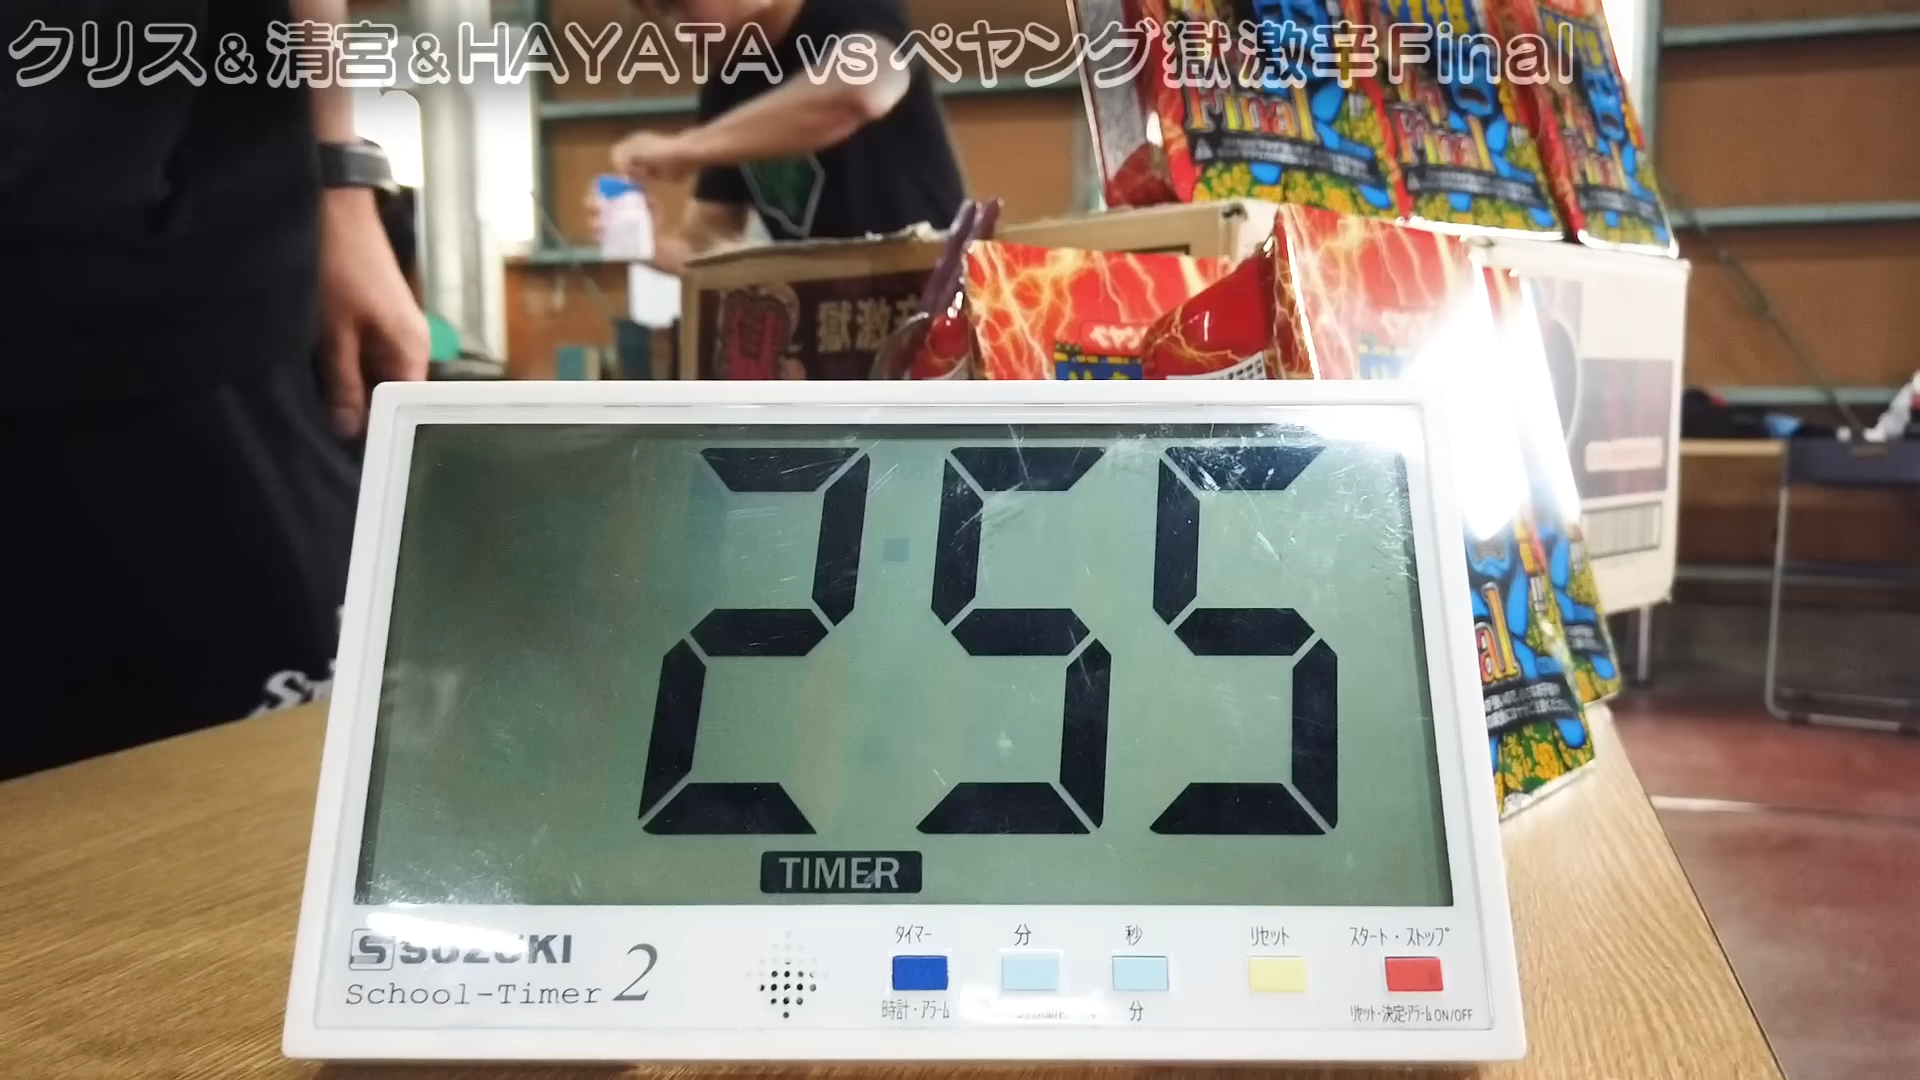 クリス&清宮&HAYATA vs ペヤング獄激辛Final
Final
Final
獄激辛
2 55
TIMER
SUZUKI
School-Timer 2
タイマー
分
秒
リセット
スタート・ストップ
時計・アラーム
分
リセット・決定・アラーム ON/OFF